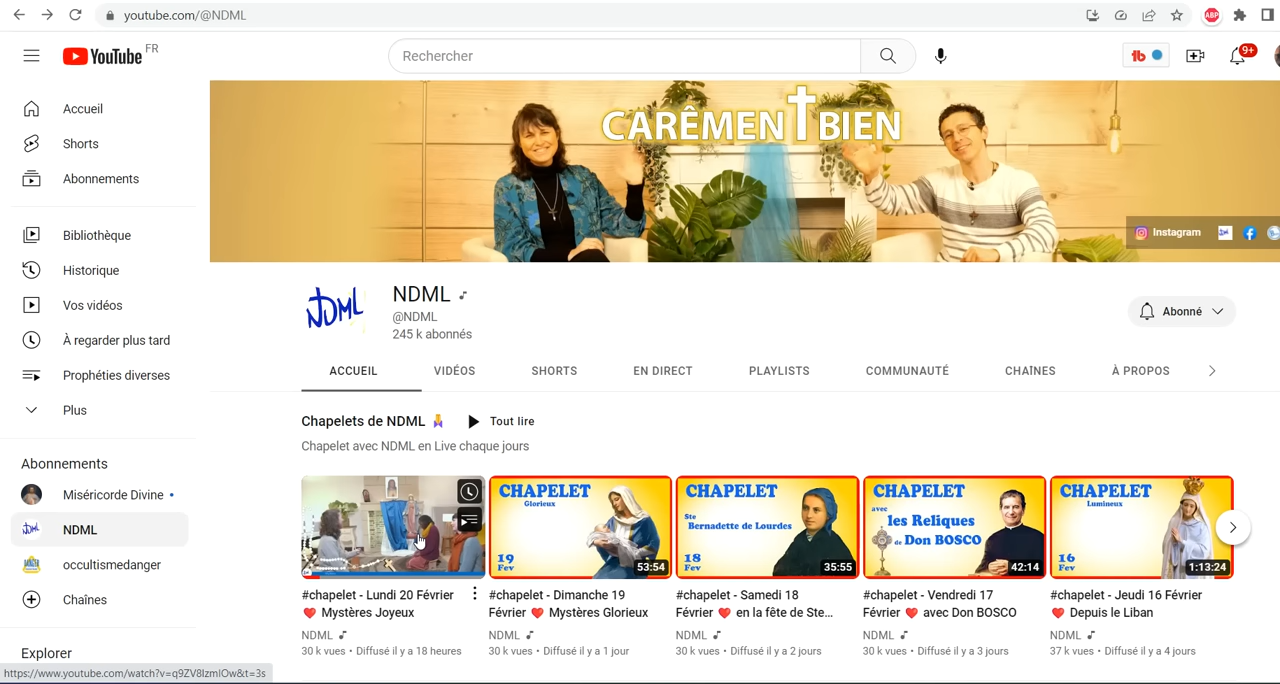 youtube.com/@NDML
ABP
YouTube FR
Rechercher
9+
Accueil
Shorts
Abonnements
Bibliothèque
Historique
Vos vidéos
À regarder plus tard
Prophéties diverses
Plus
Abonnements
Miséricorde Divine •
NDML
occultismedanger
Chaînes
Explorer
https://www.youtube.com/watch?v=q9ZV8IzmlOw&t=3s
CARÊMEN BIEN
Instagram
NDML
NDML
@NDML
245 k abonnés
Abonné
ACCUEIL VIDÉOS SHORTS EN DIRECT PLAYLISTS COMMUNAUTÉ CHAÎNES À PROPOS
Chapelets de NDML Tout lire
Chapelet avec NDML en Live chaque jours
#chapelet - Lundi 20 Février
❤️ Mystères Joyeux
NDML
30 k vues • Diffusé il y a 18 heures
CHAPELET
Glorieux
19
Fev
53:54
#chapelet - Dimanche 19
Février ❤️ Mystères Glorieux
NDML
30 k vues • Diffusé il y a 1 jour
CHAPELET
Ste
Bernadette de Lourdes
18
Fev
35:55
#chapelet - Samedi 18
Février ❤️ en la fête de Ste...
NDML
30 k vues • Diffusé il y a 2 jours
CHAPELET
avec
les Reliques
de Don BOSCO
17
Fev
42:14
#chapelet - Vendredi 17
Février ❤️ avec Don BOSCO
NDML
30 k vues • Diffusé il y a 3 jours
CHAPELET
Lumineux
16
Fev
1:13:24
#chapelet - Jeudi 16 Février
❤️ Depuis le Liban
NDML
37 k vues • Diffusé il y a 4 jours